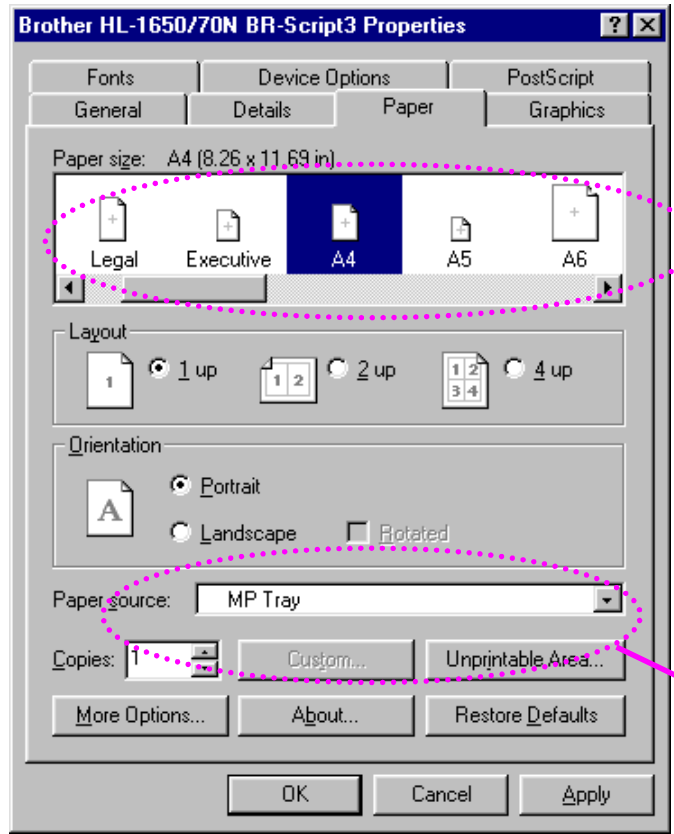 Brother HL-1650/70N BR-Script3 Properties ? ×
Fonts Device Options PostScript
General Details Paper Graphics
Paper size: A4 (8.26 x 11.69 in)
Legal Executive A4 A5 A6
Layout
1 1 up 1 2 2 up 1 2 3 4 4 up
Orientation
A Portrait
Landscape Rotated
Paper source: MP Tray
Copies: 1 Custom... Unprintable Area...
More Options... About... Restore Defaults
OK Cancel Apply